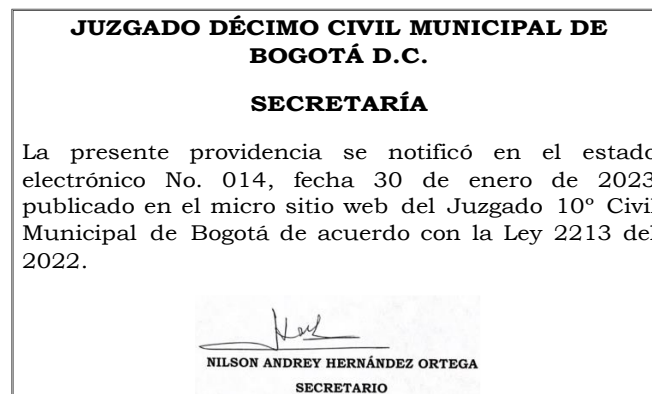 JUZGADO DÉCIMO CIVIL MUNICIPAL DE
BOGOTÁ D.C.
SECRETARÍA
La presente providencia se notificó en el estado
electrónico No. 014, fecha 30 de enero de 2023
publicado en el micro sitio web del Juzgado 10º Civil
Municipal de Bogotá de acuerdo con la Ley 2213 del
2022.
NILSON ANDREY HERNÁNDEZ ORTEGA
SECRETARIO